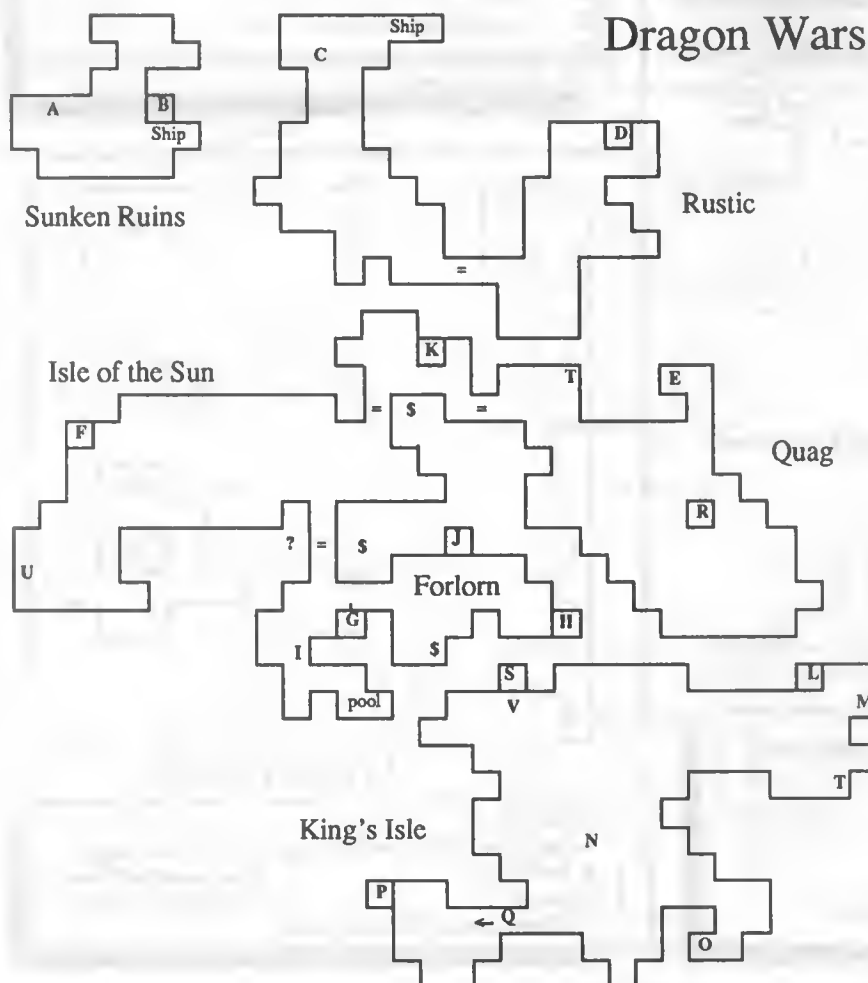 Dragon Wars
Ship
C
A
B
Ship
D
Sunken Ruins
Rustic
=
K
Isle of the Sun
T
E
=
$
=
F
Quag
R
?
=
$
J
U
Forlorn
G
H
I
$
S
L
pool
V
M
T
King's Isle
N
P
← Q
O